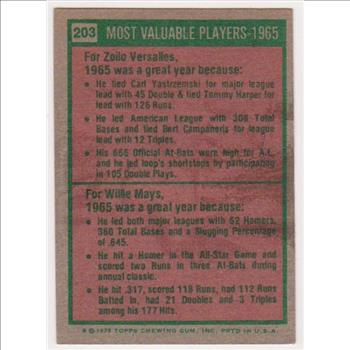 203 MOST VALUABLE PLAYERS-1965
For Zoilo Versalles,
1965 was a great year because:
● He tied Carl Yastrzemski for major league
lead with 45 Double & tied Tommy Harper for
lead with 126 Runs.
● He led American League with 308 Total
Bases and tied Bert Campaneris for league
lead with 12 Triples.
● His 666 Official At-Bats were high for A.L.
and he led loop's shortstops by participating
in 105 Double Plays.
For Willie Mays,
1965 was a great year because:
● He led both major leagues with 52 Homers,
360 Total Bases and a Slugging Percentage
of .645.
● He hit a Homer in the All-Star Game and
scored two Runs in three At-Bats during
annual classic.
● He hit .317, scored 118 Runs, had 112 Runs
Batted In, had 21 Doubles and 3 Triples
among his 177 Hits.
© 1975 TOPPS CHEWING GUM, INC. PRTD IN U.S.A.